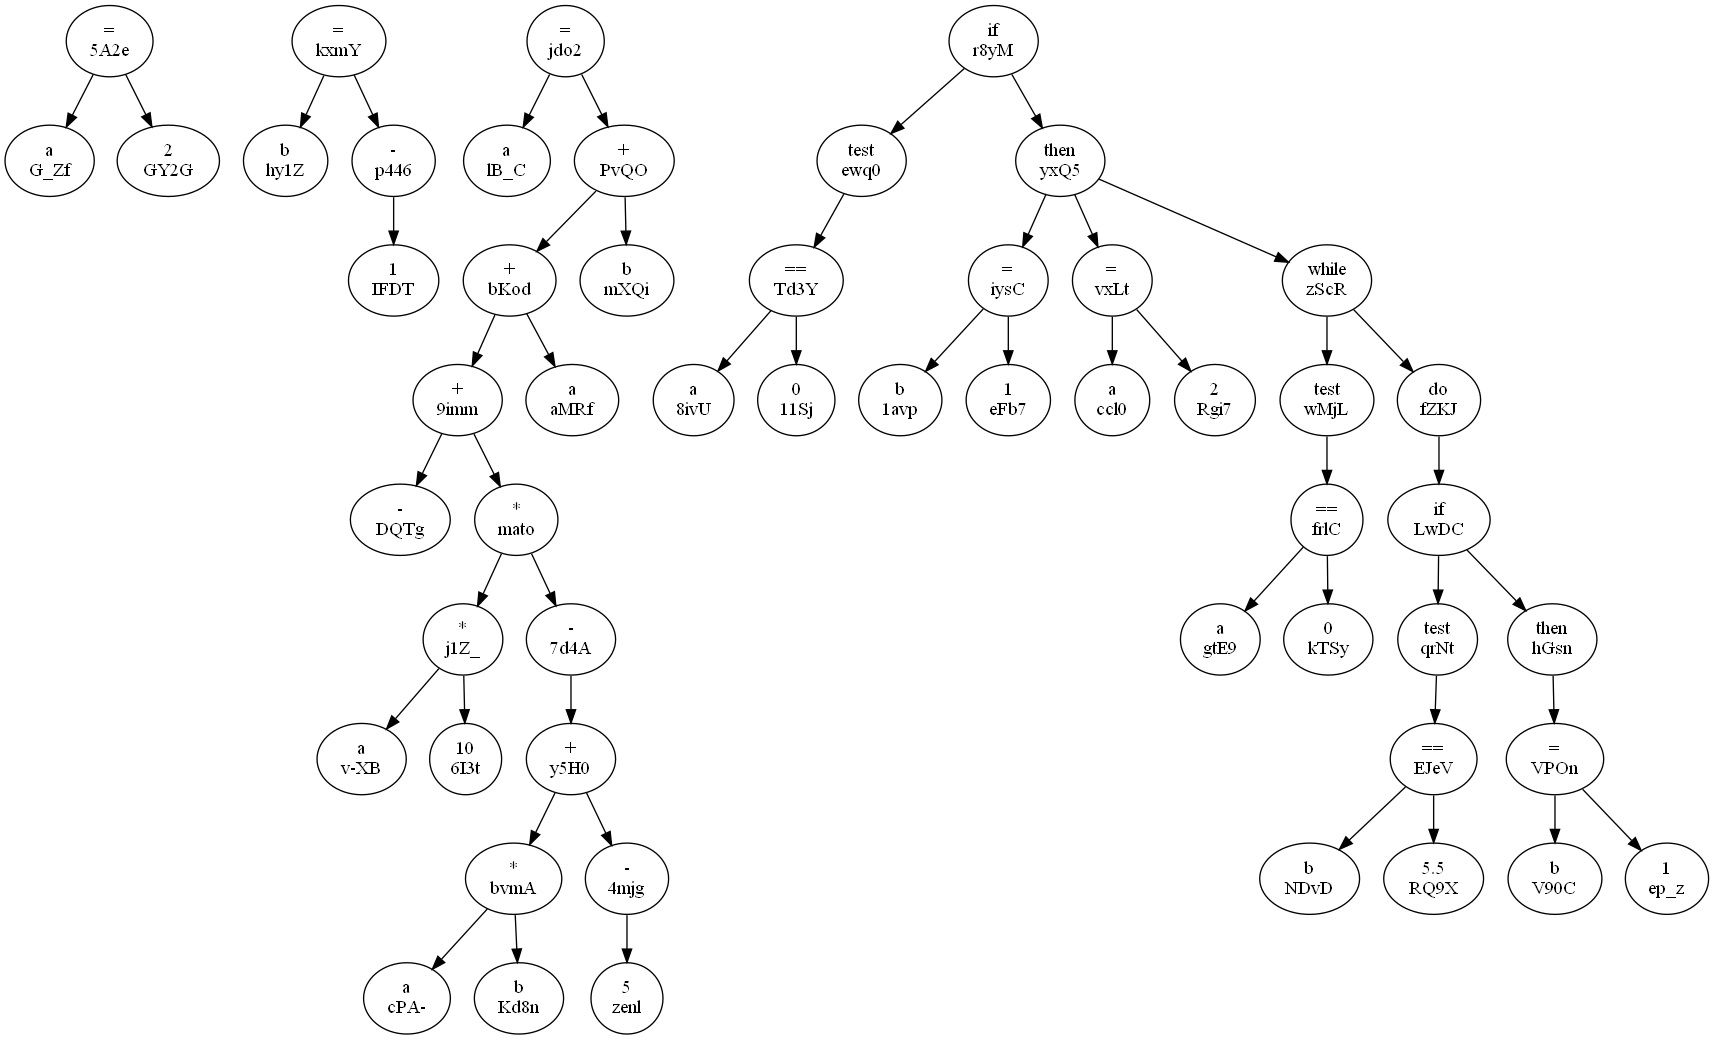 =
5A2e
=
kxmY
=
jdo2
if
r8yM
a
G_Zf
2
GY2G
b
hy1Z
-
p446
a
lB_C
+
PvQO
test
ewq0
then
yxQ5
1
IFDT
+
bKod
b
mXQi
==
Td3Y
=
iysC
=
vxLt
while
zScR
+
9imm
a
aMRf
a
8ivU
0
11Sj
b
1avp
1
eFb7
a
ccl0
2
Rgi7
test
wMjL
do
fZKJ
-
DQTg
*
mato
==
frlC
if
LwDC
*
j1Z_
-
7d4A
a
gtE9
0
kTSy
test
qrNt
then
hGsn
a
v-XB
10
6I3t
+
y5H0
==
EJeV
=
VPOn
*
bvmA
-
4mjg
b
NDvD
5.5
RQ9X
b
V90C
1
ep_z
a
cPA-
b
Kd8n
5
zenl